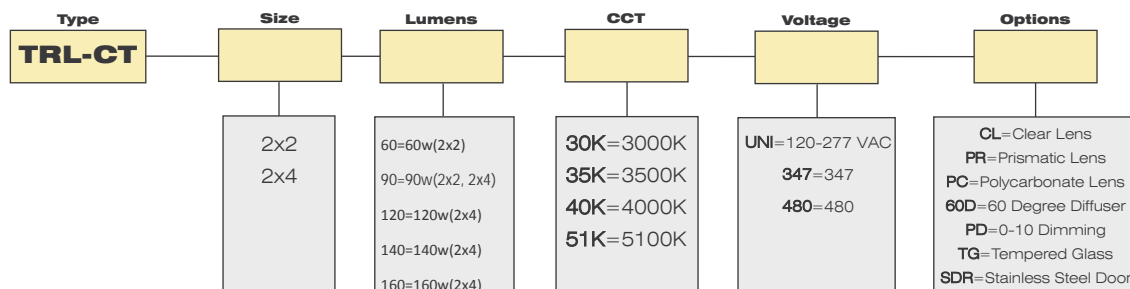 Type
Size
Lumens
CCT
Voltage
Options
TRL-CT
2x2
2x4
60=60w(2x2)
90=90w(2x2, 2x4)
120=120w(2x4)
140=140w(2x4)
160=160w(2x4)
30K=3000K
35K=3500K
40K=4000K
51K=5100K
UNI=120-277 VAC
347=347
480=480
CL=Clear Lens
PR=Prismatic Lens
PC=Polycarbonate Lens
60D=60 Degree Diffuser
PD=0-10 Dimming
TG=Tempered Glass
SDR=Stainless Steel Door